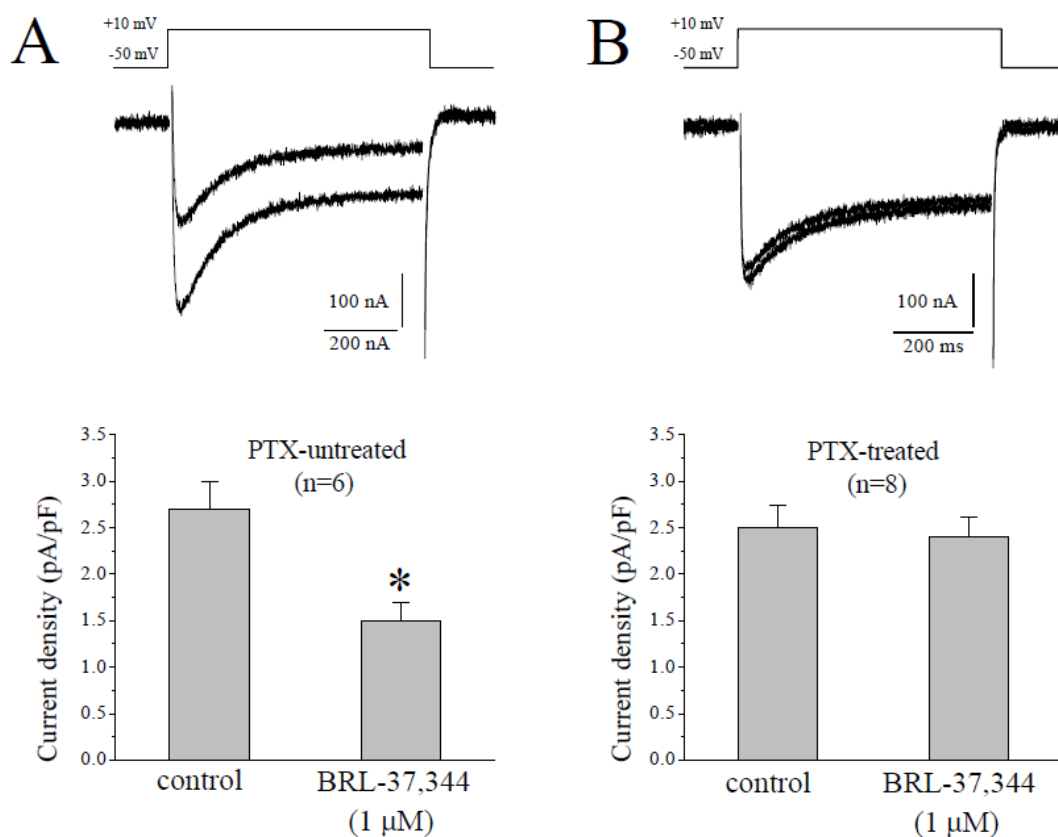 A
+10 mV
-50 mV
100 nA
200 nA
3.5
3.0
2.5
2.0
1.5
1.0
0.5
0.0
Current density (pA/pF)
PTX-untreated
(n=6)
*
control
BRL-37,344
(1 μM)
B
+10 mV
-50 mV
100 nA
200 ms
3.5
3.0
2.5
2.0
1.5
1.0
0.5
0.0
Current density (pA/pF)
PTX-treated
(n=8)
control
BRL-37,344
(1 μM)